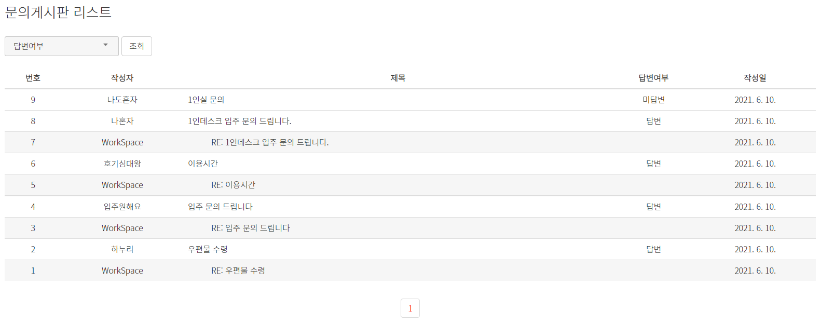 문의게시판 리스트
답변여부 조회
번호 작성자 제목 답변여부 작성일
9 나도혼자 1인실 문의 미답변 2021. 6. 10.
8 나혼자 1인데스크 입주 문의 드립니다. 답변 2021. 6. 10.
7 WorkSpace RE: 1인데스크 입주 문의 드립니다. 2021. 6. 10.
6 호기심대왕 이용시간 답변 2021. 6. 10.
5 WorkSpace RE: 이용시간 2021. 6. 10.
4 입주원해요 입주 문의 드립니다 답변 2021. 6. 10.
3 WorkSpace RE: 입주 문의 드립니다 2021. 6. 10.
2 하누리 우편물 수령 답변 2021. 6. 10.
1 WorkSpace RE: 우편물 수령 2021. 6. 10.
1